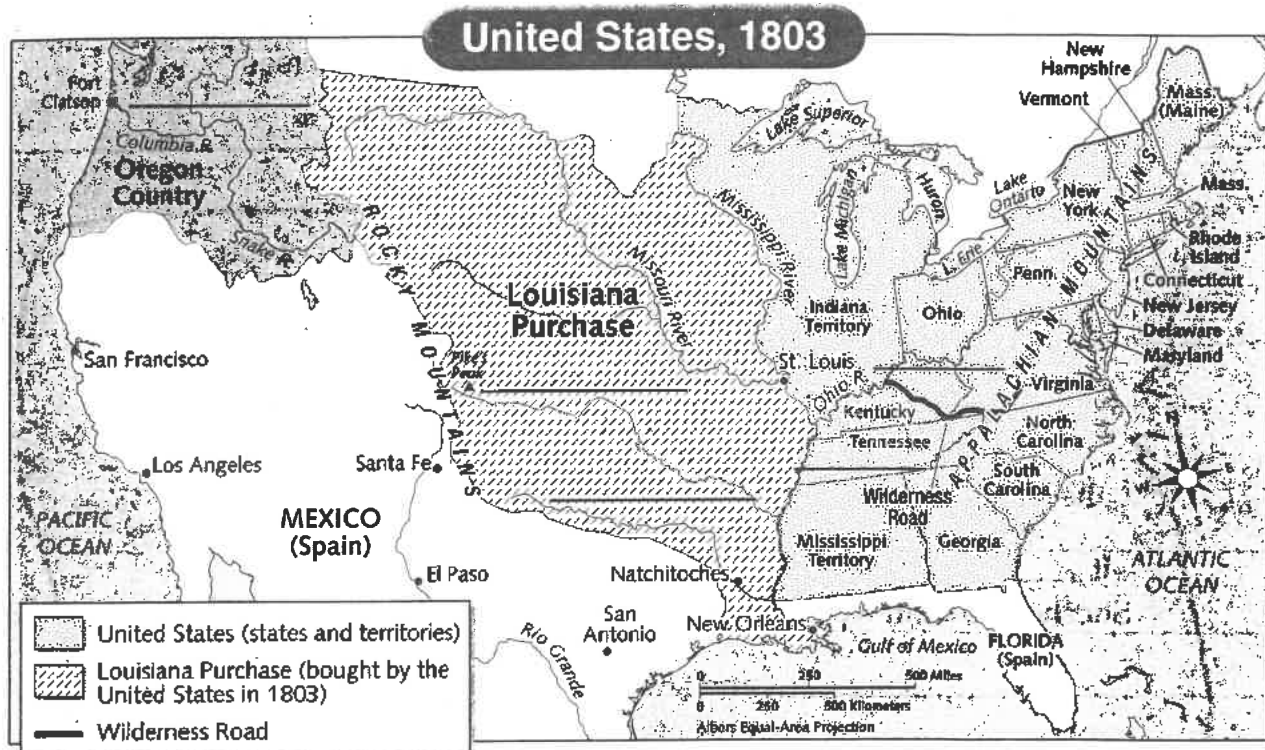 United States, 1803
New
Hampshire
Vermont
Mass.
(Maine)
Fort
Clatsop
Lake Superior
Columbia R.
Oregon
Country
Lake Michigan
Huron
Lake
Ontario
New
York
Mass.
ROCKY MOUNTAINS
Mississippi River
APPALACHIAN MOUNTAINS
Snake
L. Erie
Rhode
Island
Missouri River
Penn.
Connecticut
Louisiana
Purchase
Indiana
Territory
Ohio
New Jersey
Delaware
Maryland
San Francisco
Pike's
Peak
St. Louis
Ohio R.
Virginia
Kentucky
Tennessee
North
Carolina
Los Angeles
Santa Fe
South
Carolina
Wilderness
Road
PACIFIC
OCEAN
MEXICO
(Spain)
Mississippi
Territory
Georgia
ATLANTIC
OCEAN
El Paso
Natchitoches
San
Antonio
New Orleans
Rio Grande
Gulf of Mexico
FLORIDA
(Spain)
N
E
S
0 250 500 Miles
0 250 500 Kilometers
Albers Equal-Area Projection
United States (states and territories)
Louisiana Purchase (bought by the
United States in 1803)
Wilderness Road